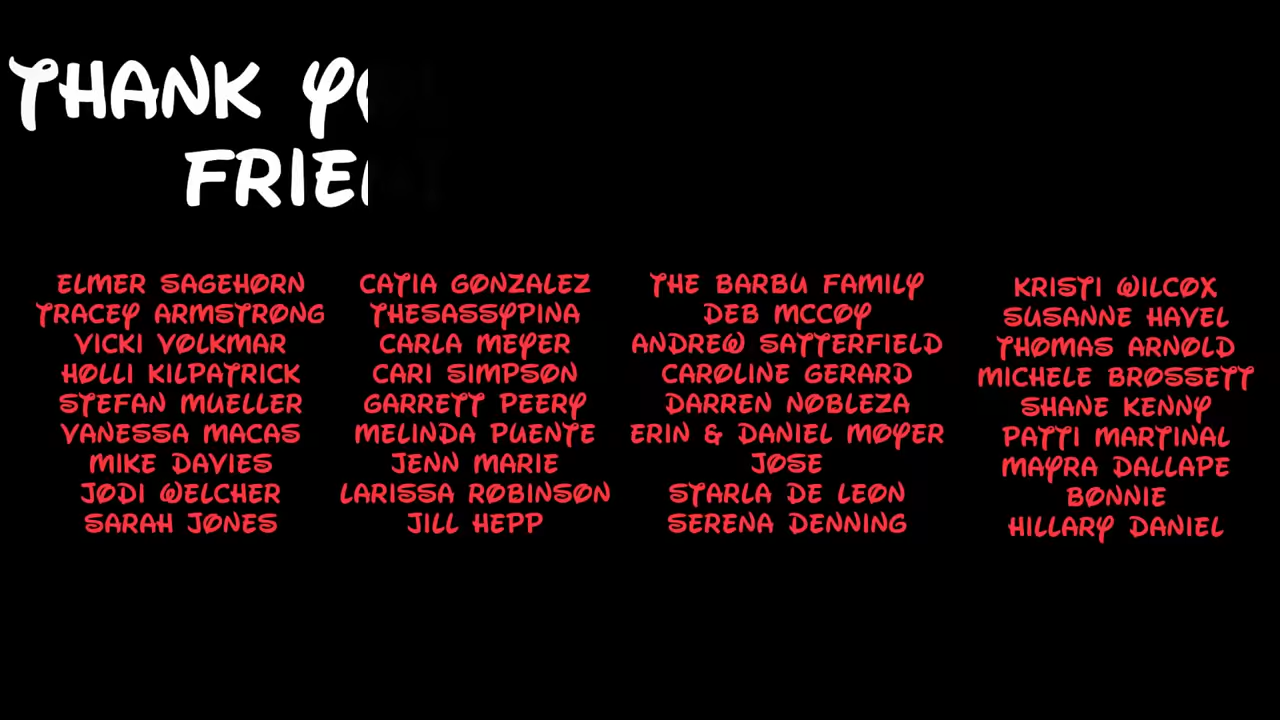 THANK YO
FRIE
ELMER SAGEHORN
TRACEY ARMSTRONG
VICKI VOLKMAR
HOLLI KILPATRICK
STEFAN MUELLER
VANESSA MACAS
MIKE DAVIES
JODI WELCHER
SARAH JONES
CATIA GONZALEZ
THESASSYPINA
CARLA MEYER
CARI SIMPSON
GARRETT PEERY
MELINDA PUENTE
JENN MARIE
LARISSA ROBINSON
JILL HEPP
THE BARBU FAMILY
DEB MCCOY
ANDREW SATTERFIELD
CAROLINE GERARD
DARREN NOBLEZA
ERIN & DANIEL MOYER
JOSE
STARLA DE LEON
SERENA DENNING
KRISTI WILCOX
SUSANNE HAVEL
THOMAS ARNOLD
MICHELE BROSSETT
SHANE KENNY
PATTI MARTINAL
MAYRA DALLAPE
BONNIE
HILLARY DANIEL